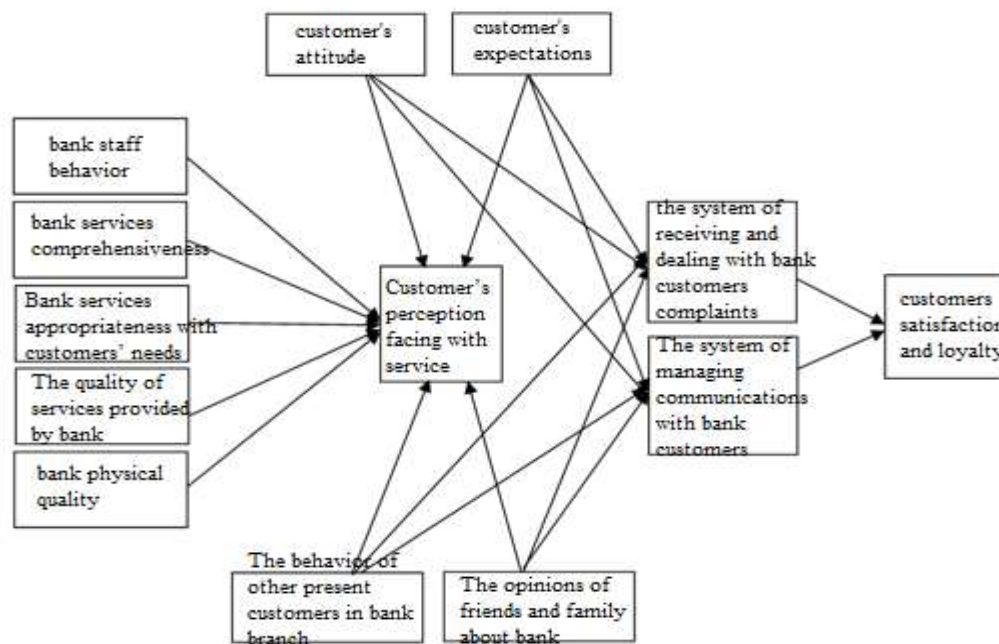 customer's
attitude
customer's
expectations
bank staff
behavior
bank services
comprehensiveness
Bank services
appropriateness with
customers' needs
The quality of
services provided
by bank
bank physical
quality
Customer's
perception
facing with
service
the system of
receiving and
dealing with bank
customers
complaints
The system of
managing
communications
with bank
customers
customers
satisfaction
and loyalty
The behavior of
other present
customers in bank
branch
The opinions of
friends and family
about bank